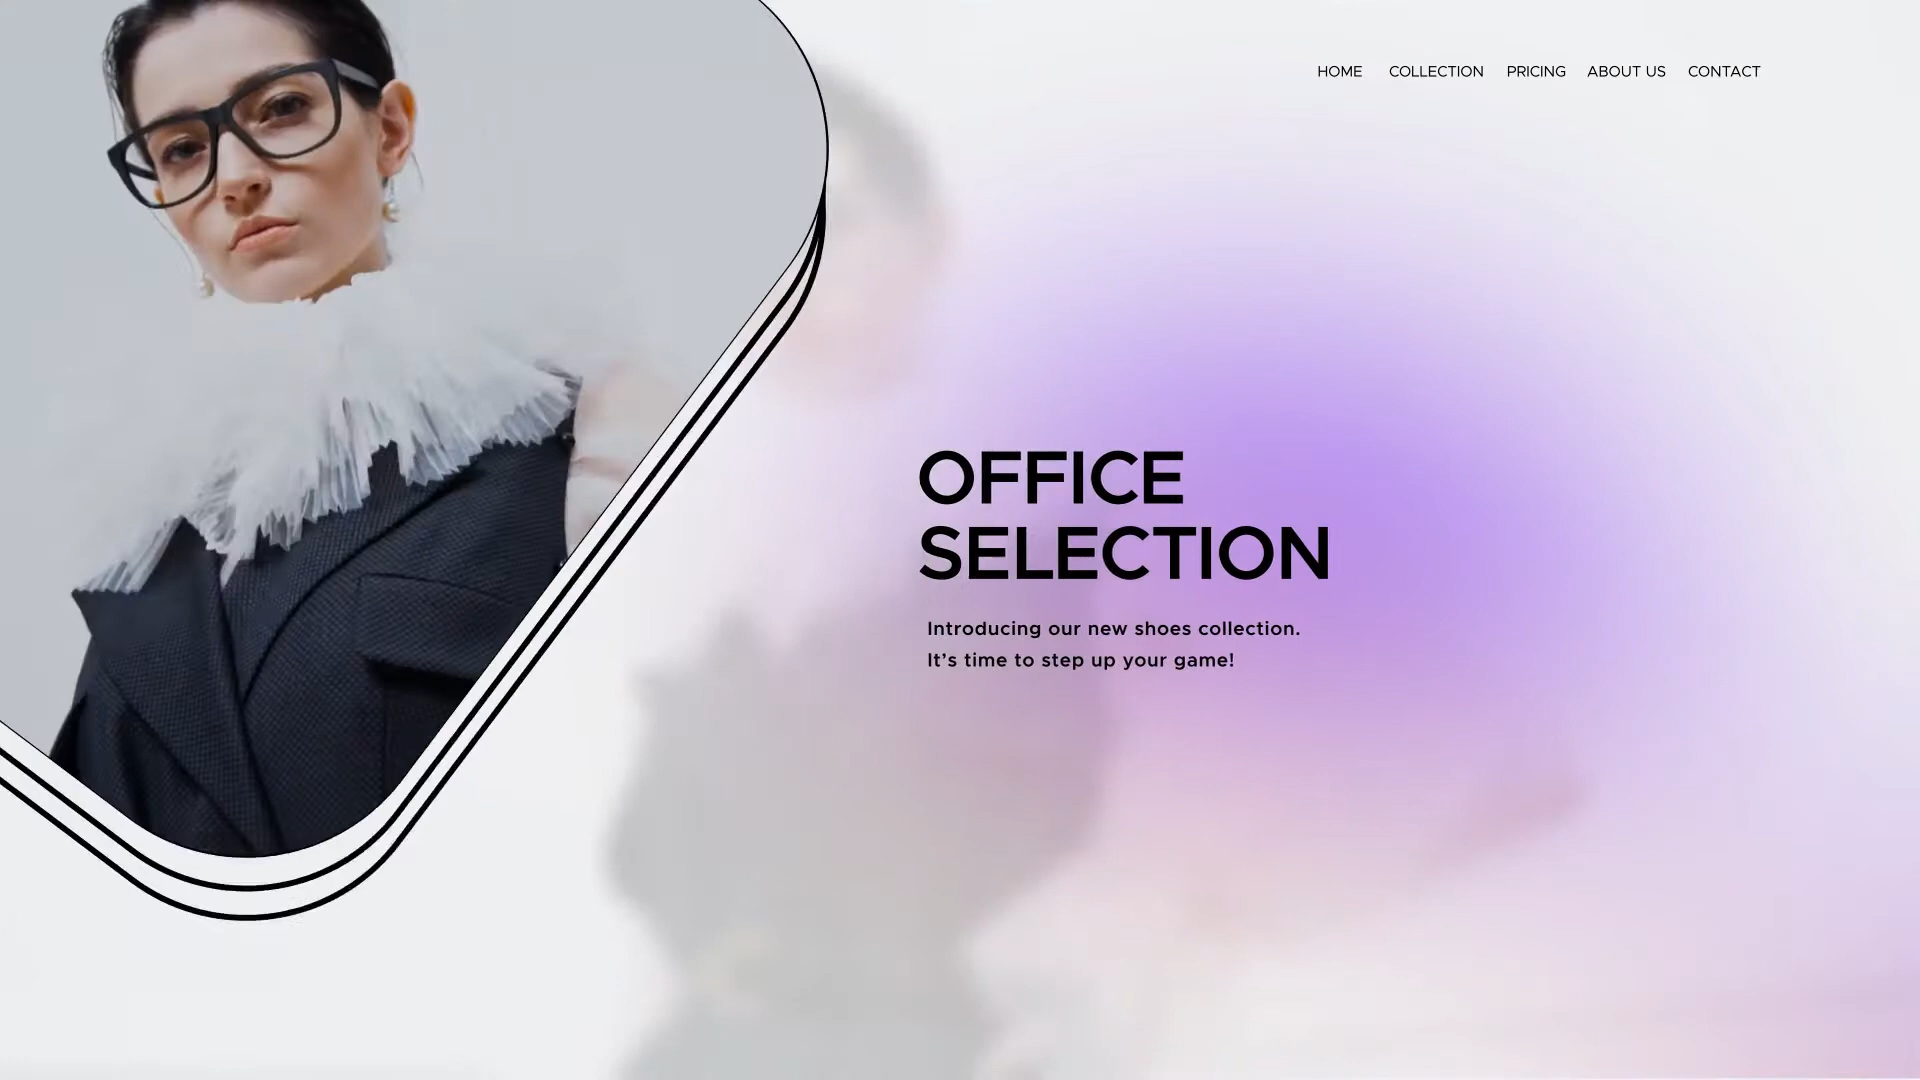 HOME COLLECTION PRICING ABOUT US CONTACT
OFFICE
SELECTION
Introducing our new shoes collection.
It’s time to step up your game!